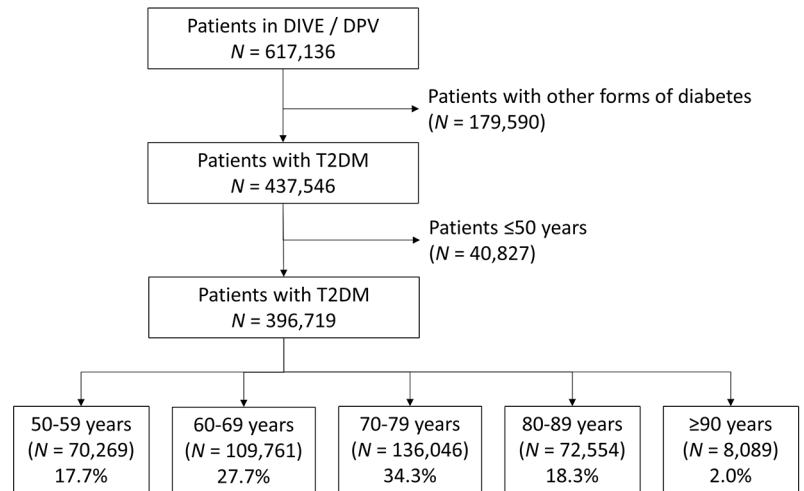 Patients in DIVE / DPV
N = 617,136
Patients with other forms of diabetes
(N = 179,590)
Patients with T2DM
N = 437,546
Patients ≤50 years
(N = 40,827)
Patients with T2DM
N = 396,719
50-59 years
(N = 70,269)
17.7%
60-69 years
(N = 109,761)
27.7%
70-79 years
(N = 136,046)
34.3%
80-89 years
(N = 72,554)
18.3%
≥90 years
(N = 8,089)
2.0%